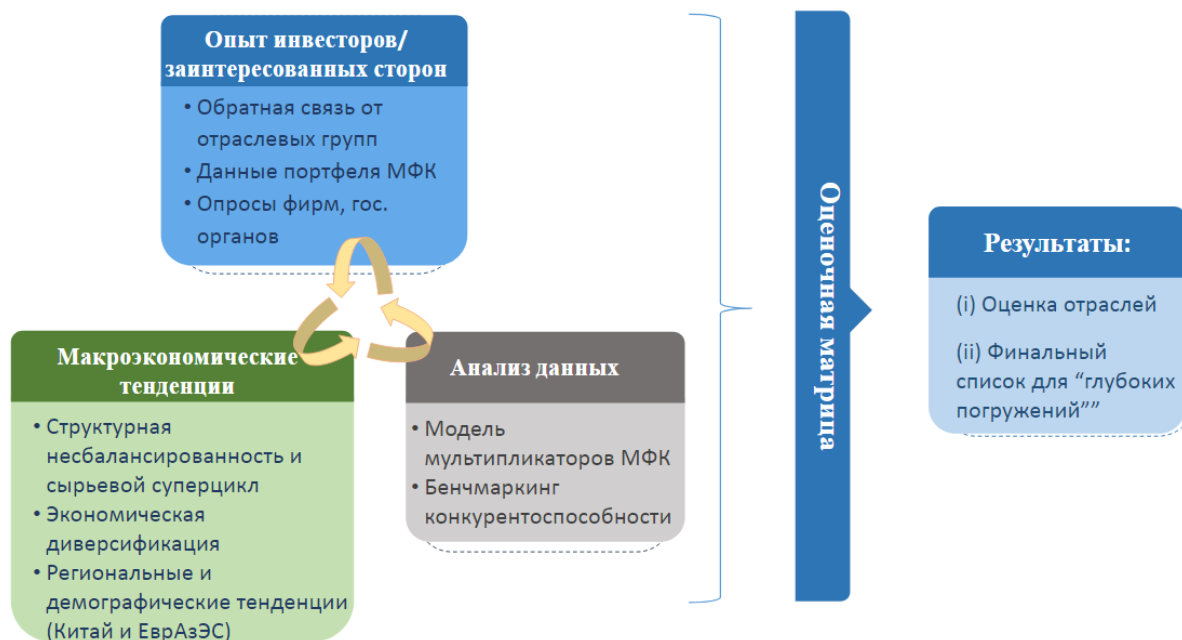 Опыт инвесторов/
заинтересованных сторон
• Обратная связь от
отраслевых групп
• Данные портфеля МФК
• Опросы фирм, гос.
органов
Макроэкономические
тенденции
• Структурная
несбалансированность и
сырьевой суперцикл
• Экономическая
диверсификация
• Региональные и
демографические тенденции
(Китай и ЕврАзЭС)
Анализ данных
• Модель
мультипликаторов МФК
• Бенчмаркинг
конкурентоспособности
Оценочная матрица
Результаты:
(i) Оценка отраслей
(ii) Финальный
список для “глубоких
погружений””